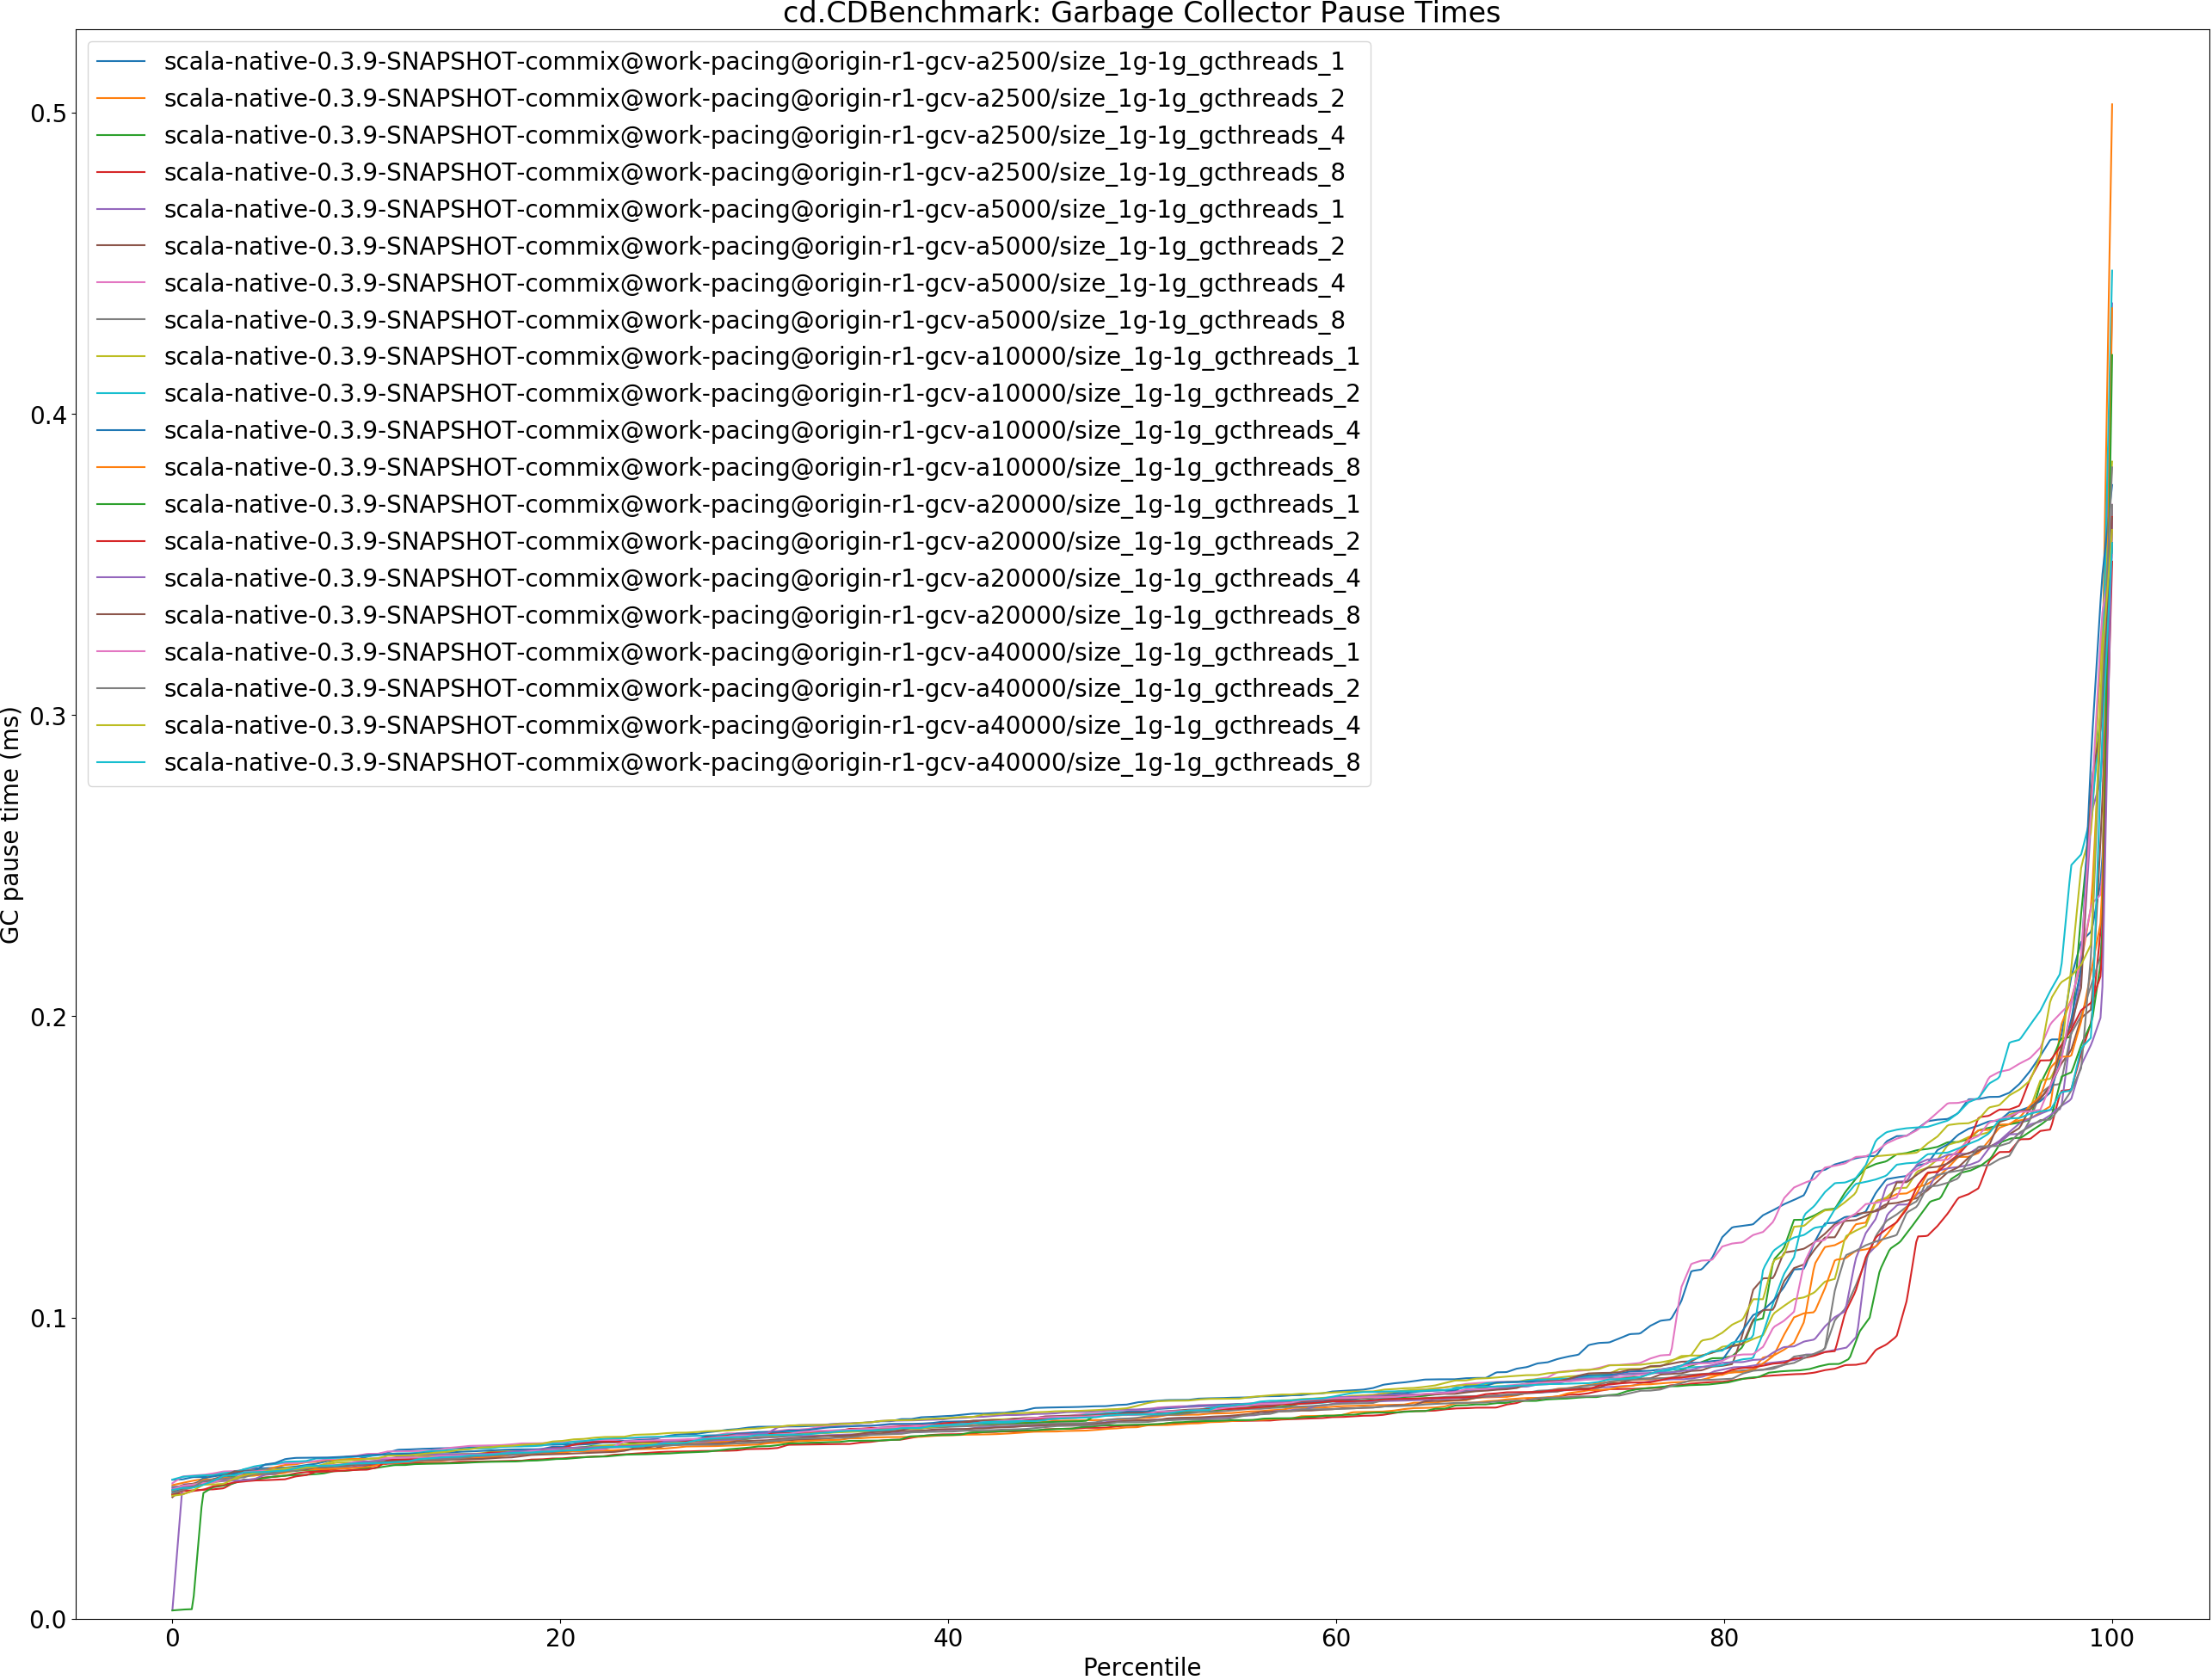 cd.CDBenchmark: Garbage Collector Pause Times
scala-native-0.3.9-SNAPSHOT-commix@work-pacing@origin-r1-gcv-a2500/size_1g-1g_gcthreads_1
scala-native-0.3.9-SNAPSHOT-commix@work-pacing@origin-r1-gcv-a2500/size_1g-1g_gcthreads_2
scala-native-0.3.9-SNAPSHOT-commix@work-pacing@origin-r1-gcv-a2500/size_1g-1g_gcthreads_4
scala-native-0.3.9-SNAPSHOT-commix@work-pacing@origin-r1-gcv-a2500/size_1g-1g_gcthreads_8
scala-native-0.3.9-SNAPSHOT-commix@work-pacing@origin-r1-gcv-a5000/size_1g-1g_gcthreads_1
scala-native-0.3.9-SNAPSHOT-commix@work-pacing@origin-r1-gcv-a5000/size_1g-1g_gcthreads_2
scala-native-0.3.9-SNAPSHOT-commix@work-pacing@origin-r1-gcv-a5000/size_1g-1g_gcthreads_4
scala-native-0.3.9-SNAPSHOT-commix@work-pacing@origin-r1-gcv-a5000/size_1g-1g_gcthreads_8
scala-native-0.3.9-SNAPSHOT-commix@work-pacing@origin-r1-gcv-a10000/size_1g-1g_gcthreads_1
scala-native-0.3.9-SNAPSHOT-commix@work-pacing@origin-r1-gcv-a10000/size_1g-1g_gcthreads_2
scala-native-0.3.9-SNAPSHOT-commix@work-pacing@origin-r1-gcv-a10000/size_1g-1g_gcthreads_4
scala-native-0.3.9-SNAPSHOT-commix@work-pacing@origin-r1-gcv-a10000/size_1g-1g_gcthreads_8
scala-native-0.3.9-SNAPSHOT-commix@work-pacing@origin-r1-gcv-a20000/size_1g-1g_gcthreads_1
scala-native-0.3.9-SNAPSHOT-commix@work-pacing@origin-r1-gcv-a20000/size_1g-1g_gcthreads_2
scala-native-0.3.9-SNAPSHOT-commix@work-pacing@origin-r1-gcv-a20000/size_1g-1g_gcthreads_4
scala-native-0.3.9-SNAPSHOT-commix@work-pacing@origin-r1-gcv-a20000/size_1g-1g_gcthreads_8
scala-native-0.3.9-SNAPSHOT-commix@work-pacing@origin-r1-gcv-a40000/size_1g-1g_gcthreads_1
scala-native-0.3.9-SNAPSHOT-commix@work-pacing@origin-r1-gcv-a40000/size_1g-1g_gcthreads_2
scala-native-0.3.9-SNAPSHOT-commix@work-pacing@origin-r1-gcv-a40000/size_1g-1g_gcthreads_4
scala-native-0.3.9-SNAPSHOT-commix@work-pacing@origin-r1-gcv-a40000/size_1g-1g_gcthreads_8
GC pause time (ms)
0.5
0.4
0.3
0.2
0.1
0.0
0 20 40 60 80 100
Percentile